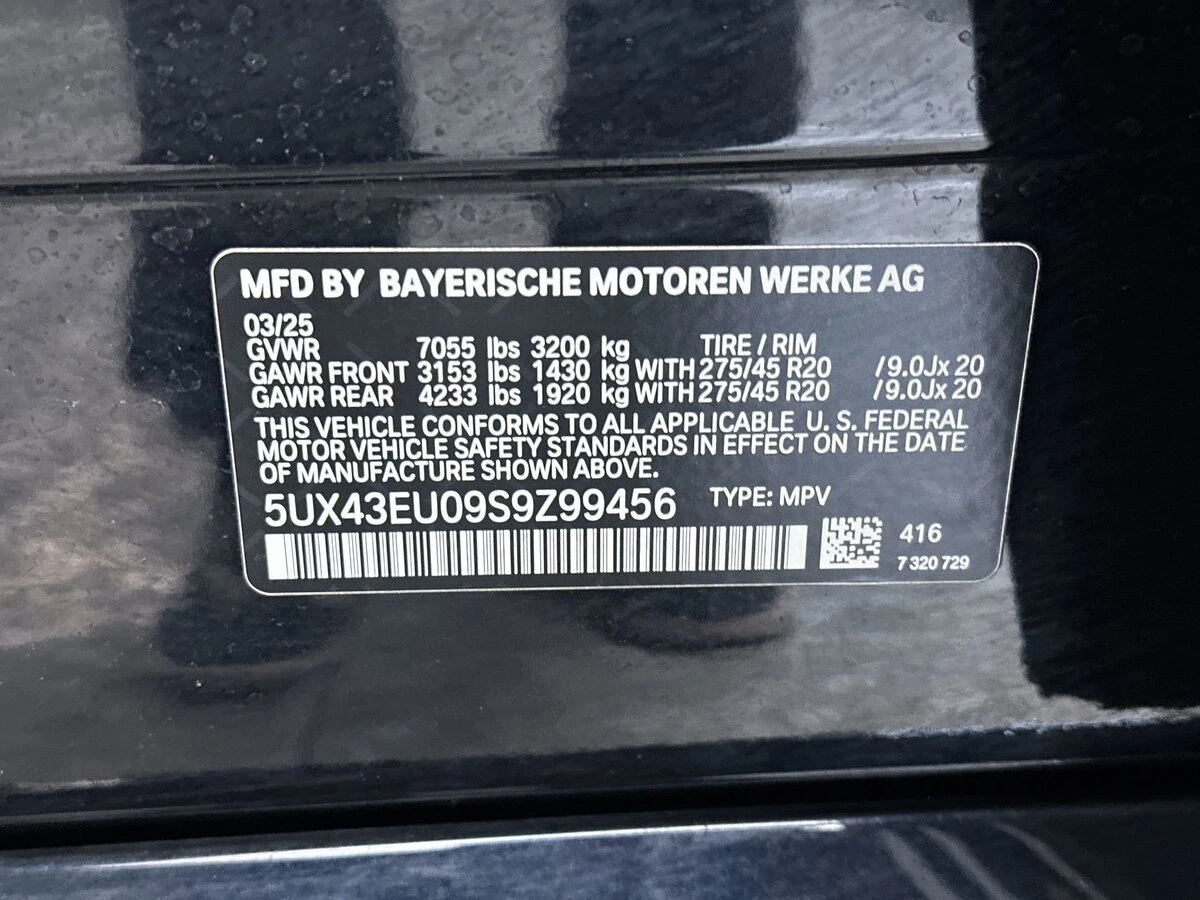 MFD BY BAYERISCHE MOTOREN WERKE AG
03/25
GVWR 7055 lbs 3200 kg TIRE / RIM
GAWR FRONT 3153 lbs 1430 kg WITH 275/45 R20 /9.0Jx 20
GAWR REAR 4233 lbs 1920 kg WITH 275/45 R20 /9.0Jx 20
THIS VEHICLE CONFORMS TO ALL APPLICABLE U. S. FEDERAL
MOTOR VEHICLE SAFETY STANDARDS IN EFFECT ON THE DATE
OF MANUFACTURE SHOWN ABOVE.
5UX43EU09S9Z99456 TYPE: MPV
416
7 320 729